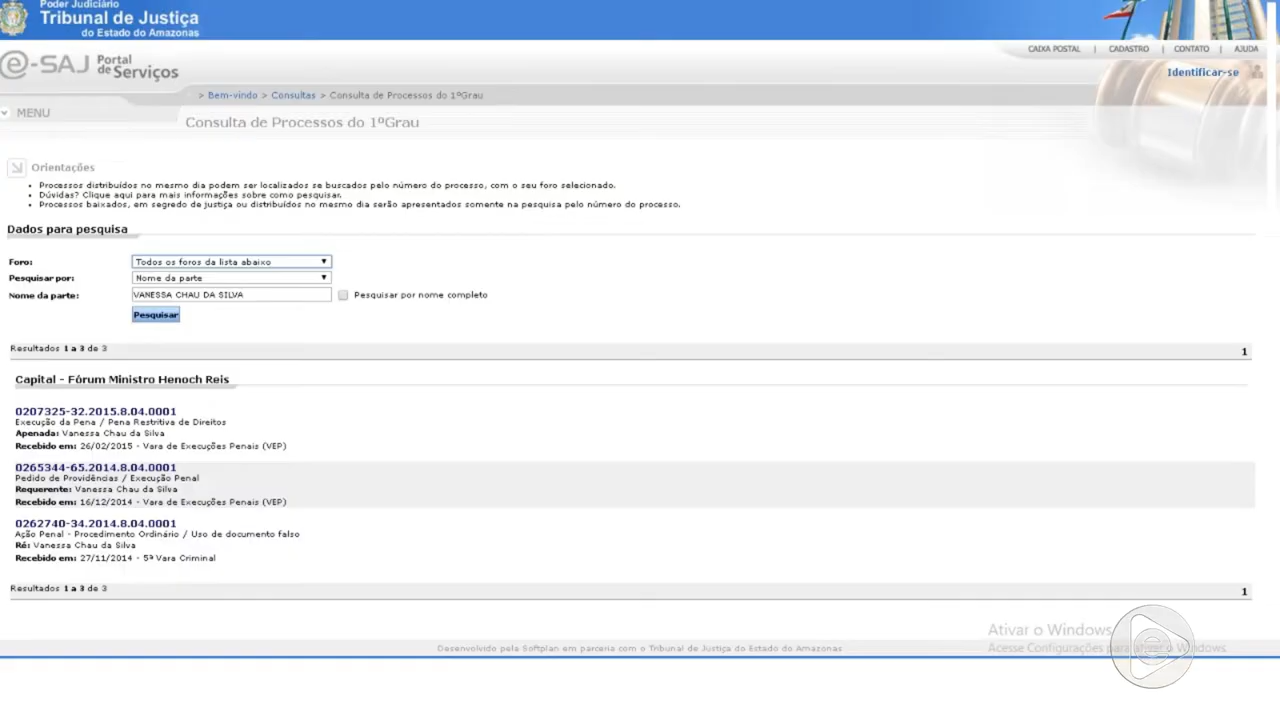 Poder Judiciário
Tribunal de Justiça
do Estado do Amazonas
CAIXA POSTAL | CADASTRO | CONTATO | AJUDA
e-SAJ Portal de Serviços
Identificar-se
> Bem-vindo > Consultas > Consulta de Processos do 1ºGrau
MENU
Consulta de Processos do 1ºGrau
Orientações
• Processos distribuídos no mesmo dia podem ser localizados se buscados pelo número do processo, com o seu foro selecionado.
• Dúvidas? Clique aqui para mais informações sobre como pesquisar.
• Processos baixados, em segredo de justiça ou distribuídos no mesmo dia serão apresentados somente na pesquisa pelo número do processo.
Dados para pesquisa
Foro: Todos os foros da lista abaixo
Pesquisar por: Nome da parte
Nome da parte: VANESSA CHAU DA SILVA Pesquisar por nome completo
Pesquisar
Resultados 1 a 3 de 3 1
Capital - Fórum Ministro Henoch Reis
0207325-32.2015.8.04.0001
Execução da Pena / Pena Restritiva de Direitos
Apenada: Vanessa Chau da Silva
Recebido em: 26/02/2015 - Vara de Execuções Penais (VEP)
0265344-65.2014.8.04.0001
Pedido de Providências / Execução Penal
Requerente: Vanessa Chau da Silva
Recebido em: 16/12/2014 - Vara de Execuções Penais (VEP)
0262740-34.2014.8.04.0001
Ação Penal - Procedimento Ordinário / Uso de documento falso
Ré: Vanessa Chau da Silva
Recebido em: 27/11/2014 - 5ª Vara Criminal
Resultados 1 a 3 de 3 1
Ativar o Windows
Acesse Configurações para ativar o Windows
Desenvolvido pela Softplan em parceria com o Tribunal de Justiça do Estado do Amazonas